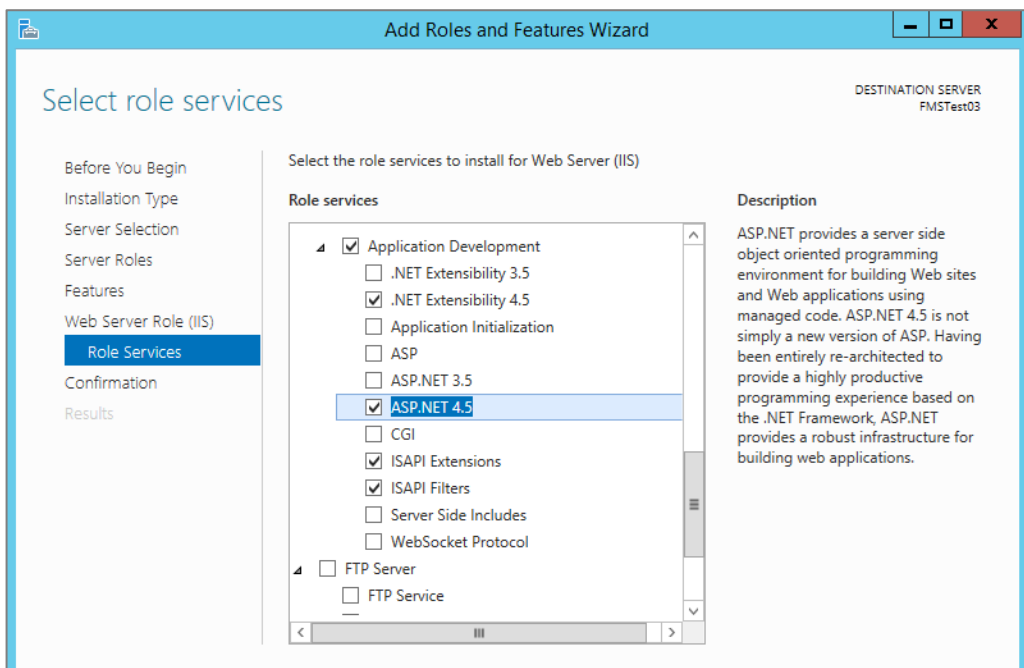 Add Roles and Features Wizard
Select role services
DESTINATION SERVER
FMSTest03
Before You Begin
Installation Type
Server Selection
Server Roles
Features
Web Server Role (IIS)
Role Services
Confirmation
Results
Select the role services to install for Web Server (IIS)
Role services
Application Development
.NET Extensibility 3.5
.NET Extensibility 4.5
Application Initialization
ASP
ASP.NET 3.5
ASP.NET 4.5
CGI
ISAPI Extensions
ISAPI Filters
Server Side Includes
WebSocket Protocol
FTP Server
FTP Service
Description
ASP.NET provides a server side
object oriented programming
environment for building Web sites
and Web applications using
managed code. ASP.NET 4.5 is not
simply a new version of ASP. Having
been entirely re-architected to
provide a highly productive
programming experience based on
the .NET Framework, ASP.NET
provides a robust infrastructure for
building web applications.